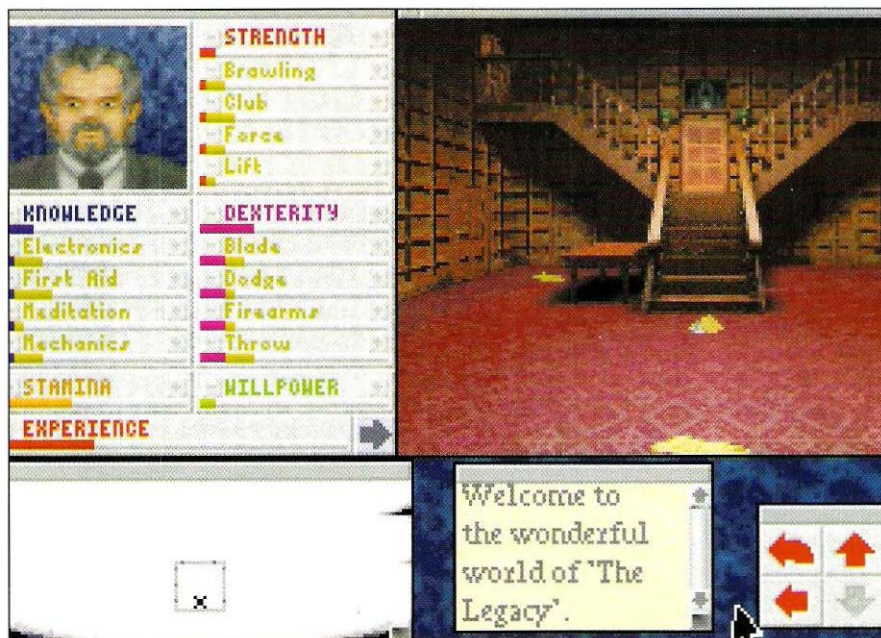 STRENGTH
Brawling
Club
Force
Lift
KNOWLEDGE
Electronics
First Aid
Meditation
Mechanics
DEXTERITY
Blade
Dodge
Firearms
Throw
STAMINA
WILLPOWER
EXPERIENCE
Welcome to
the wonderful
world of 'The
Legacy'.